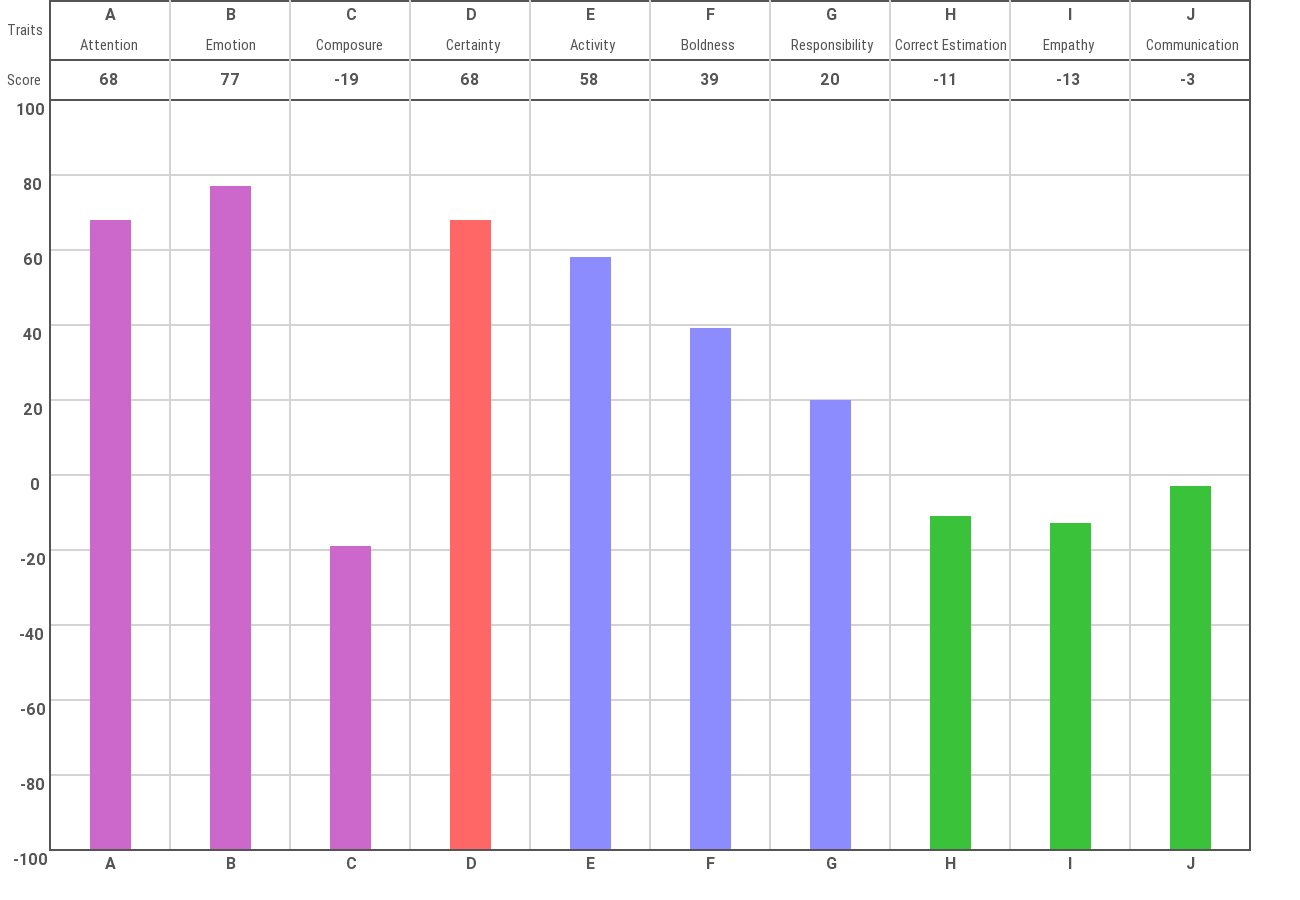 Traits A B C D E F G H I J
Attention Emotion Composure Certainty Activity Boldness Responsibility Correct Estimation Empathy Communication
Score 68 77 -19 68 58 39 20 -11 -13 -3
100
80
60
40
20
0
-20
-40
-60
-80
-100
A B C D E F G H I J